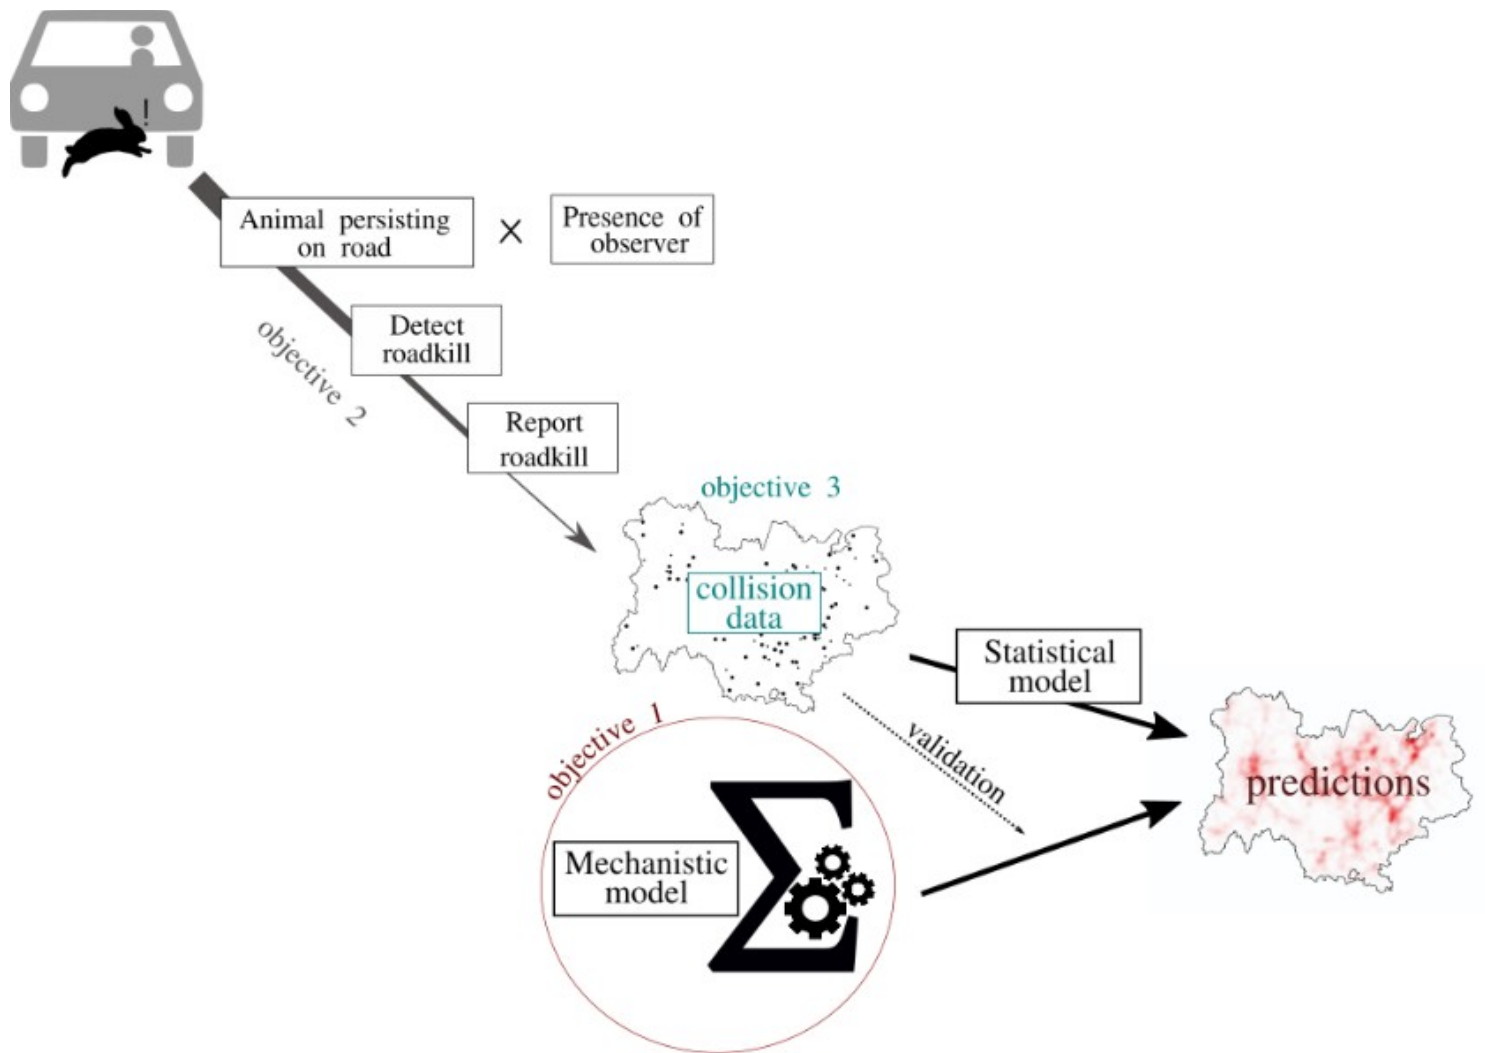 !
Animal persisting
on road
×
Presence of
observer
Detect
roadkill
objective 2
Report
roadkill
objective 3
collision
data
Statistical
model
validation
predictions
objective 1
Mechanistic
model
Σ